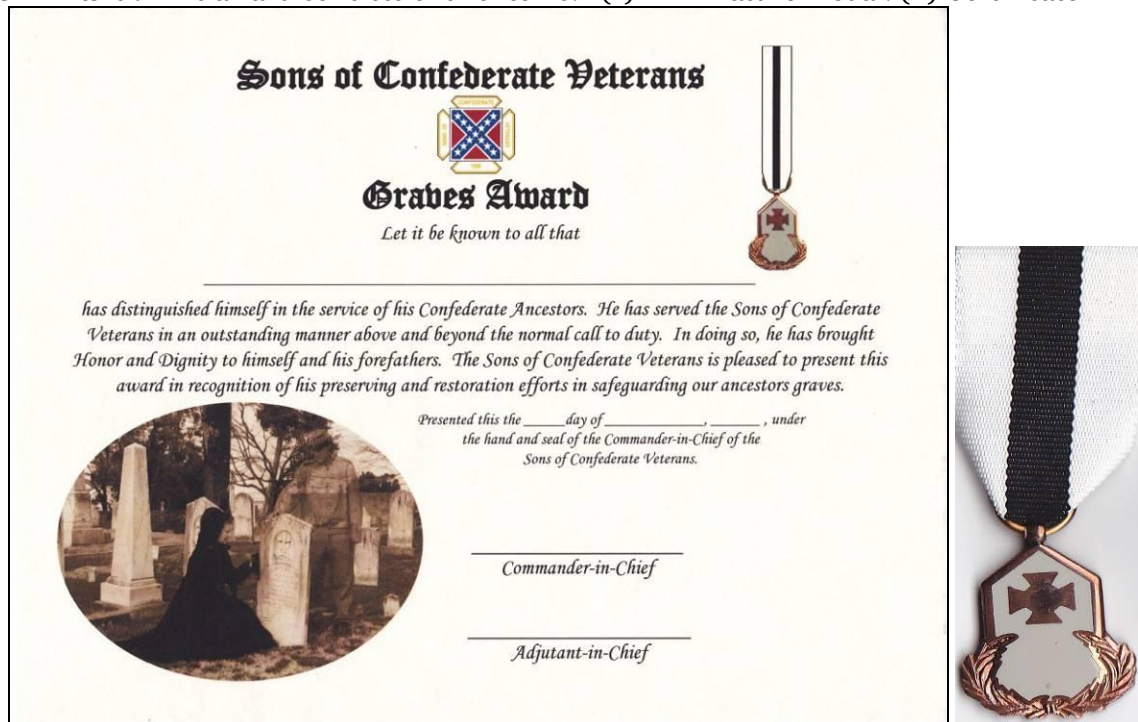 Sons of Confederate Veterans
CONFEDERATE
Graves Award
Let it be known to all that
has distinguished himself in the service of his Confederate Ancestors. He has served the Sons of Confederate
Veterans in an outstanding manner above and beyond the normal call to duty. In doing so, he has brought
Honor and Dignity to himself and his forefathers. The Sons of Confederate Veterans is pleased to present this
award in recognition of his preserving and restoration efforts in safeguarding our ancestors graves.
Presented this the _____day of ____________, _______ , under
the hand and seal of the Commander-in-Chief of the
Sons of Confederate Veterans.
Commander-in-Chief
Adjutant-in-Chief